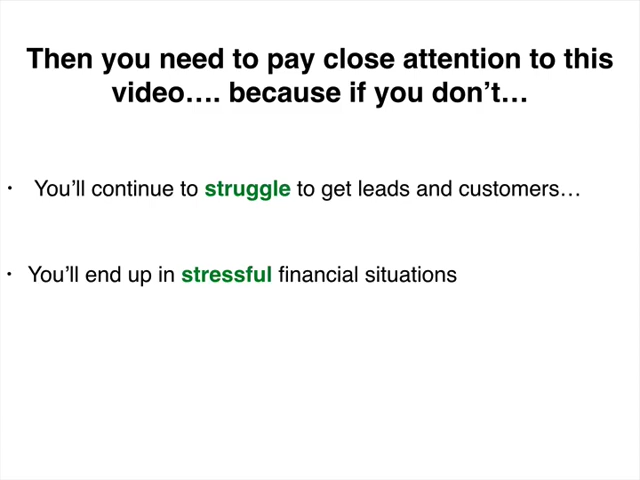 Then you need to pay close attention to this
video…. because if you don’t…
• You’ll continue to struggle to get leads and customers…
• You’ll end up in stressful financial situations